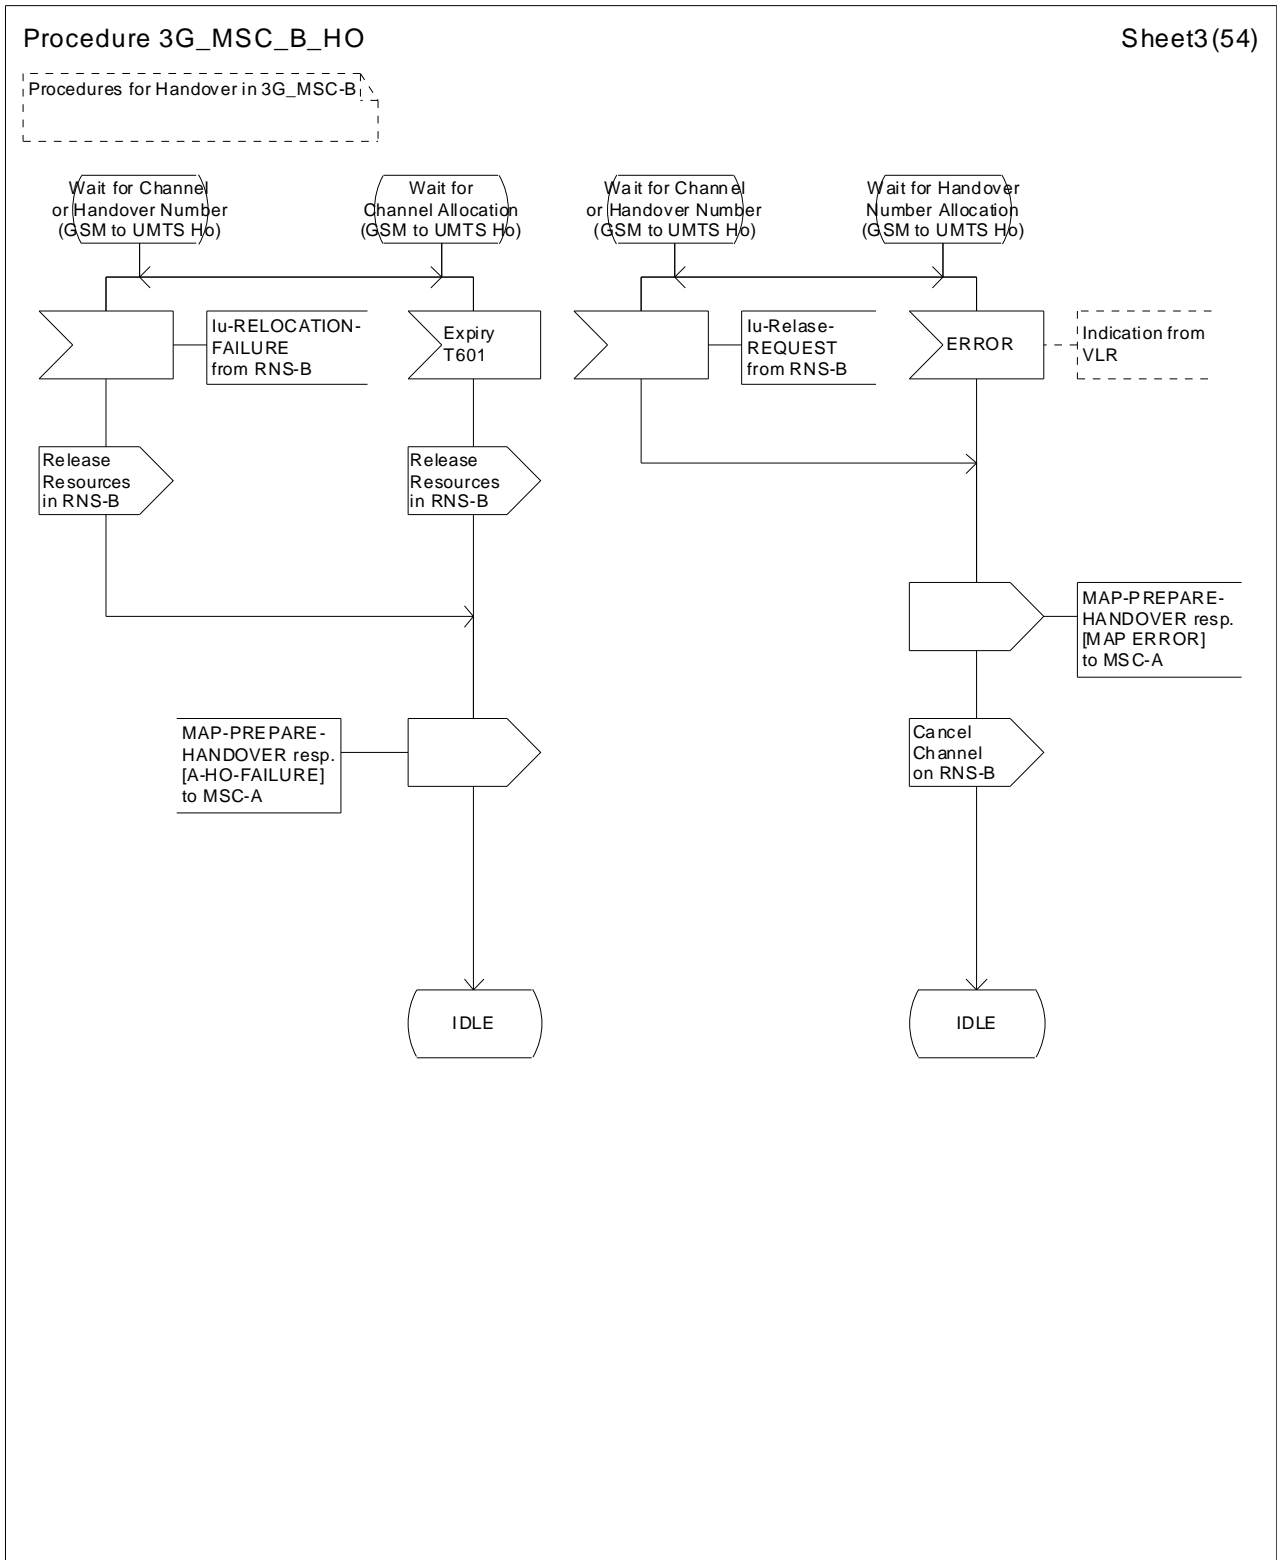 Procedure 3G_MSC_B_HO
Sheet3(54)
Procedures for Handover in 3G_MSC-B
Wait for Channel
or Handover Number
(GSM to UMTS Ho)
Wait for
Channel Allocation
(GSM to UMTS Ho)
Wait for Channel
or Handover Number
(GSM to UMTS Ho)
Wait for Handover
Number Allocation
(GSM to UMTS Ho)
Iu-RELOCATION-
FAILURE
from RNS-B
Expiry
T601
Iu-Relase-
REQUEST
from RNS-B
ERROR
Indication from
VLR
Release
Resources
in RNS-B
Release
Resources
in RNS-B
MAP-PREPARE-
HANDOVER resp.
[MAP ERROR]
to MSC-A
MAP-PREPARE-
HANDOVER resp.
[A-HO-FAILURE]
to MSC-A
Cancel
Channel
on RNS-B
IDLE
IDLE